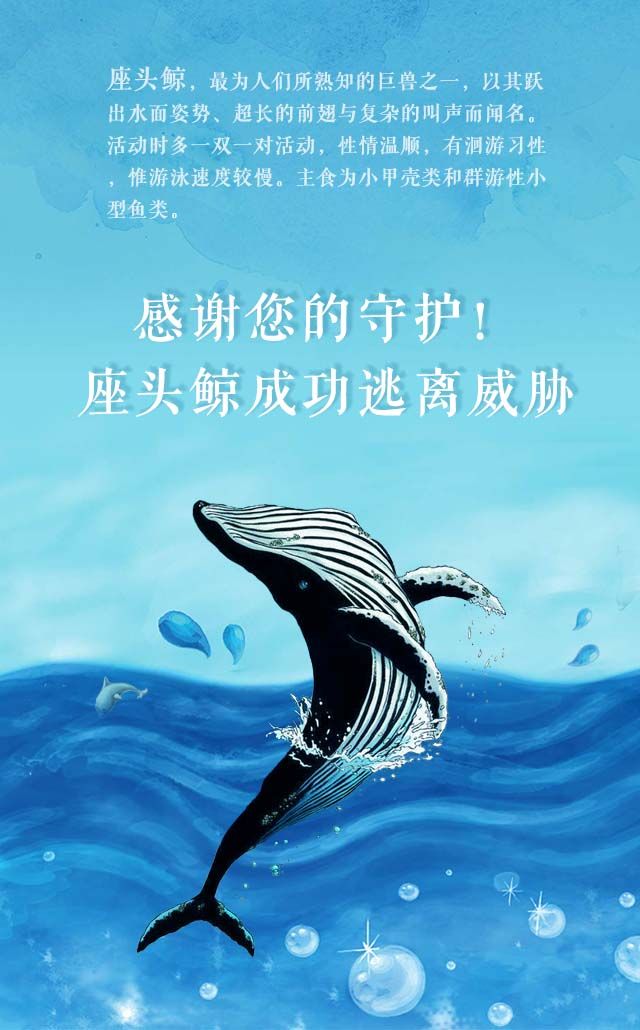 座头鲸，最为人们所熟知的巨兽之一，以其跃
出水面姿势、超长的前翅与复杂的叫声而闻名。
活动时多一双一对活动，性情温顺，有洄游习性
，惟游泳速度较慢。主食为小甲壳类和群游性小
型鱼类。
感谢您的守护！
座头鲸成功逃离威胁